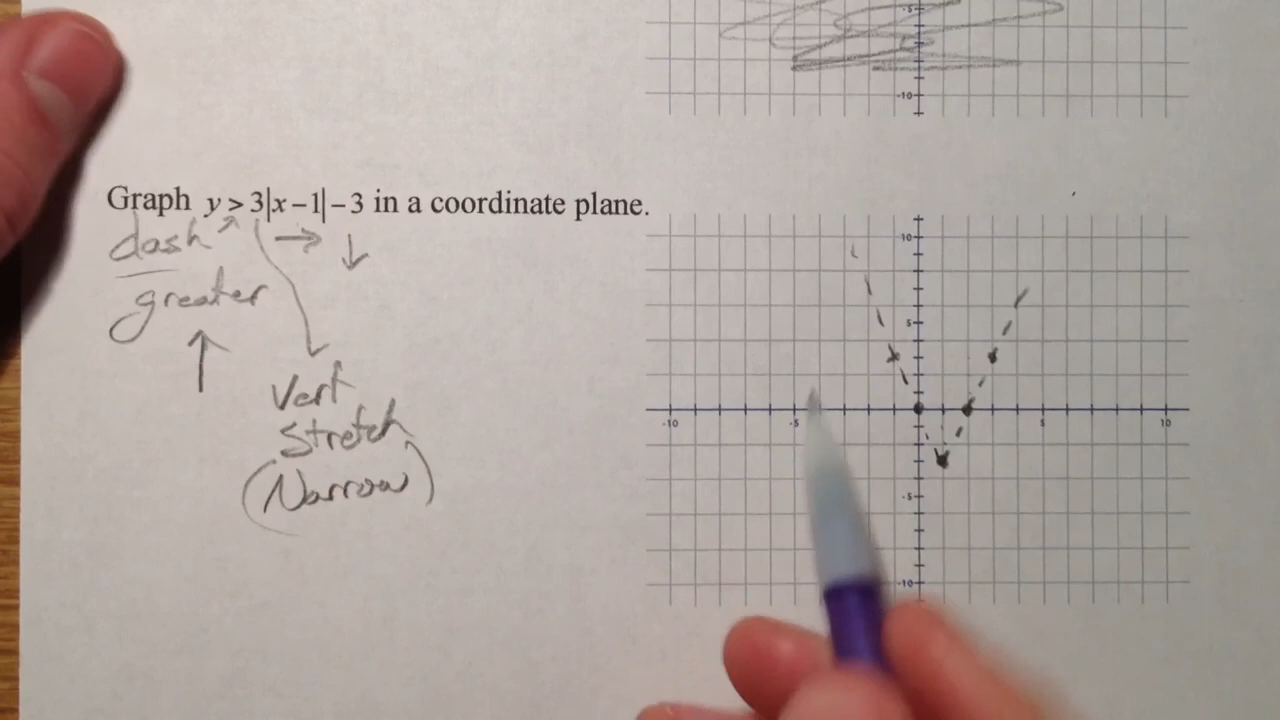 -5
-10
Graph y > 3|x − 1| − 3 in a coordinate plane.
dash
greater
Vert
Stretch
(Narrow)
10
5
-10 -5 5 10
-5
-10